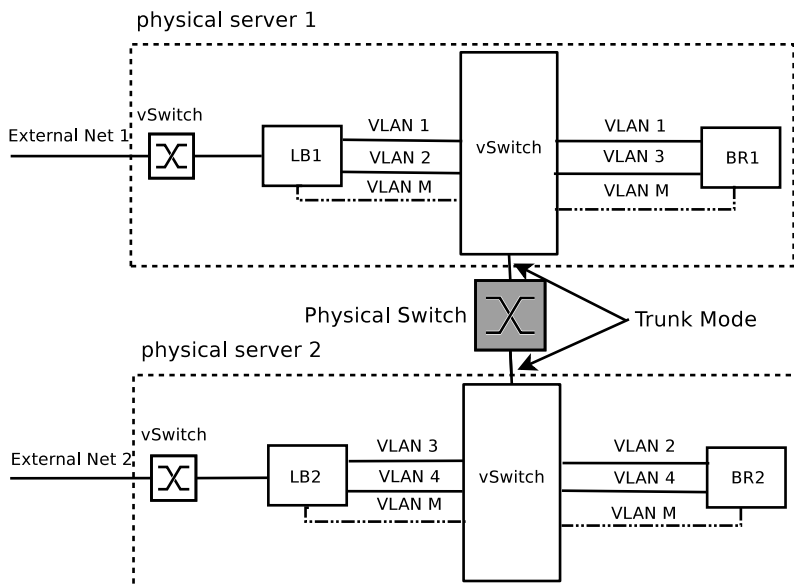 physical server 1
vSwitch
External Net 1
LB1
VLAN 1
VLAN 2
VLAN M
vSwitch
VLAN 1
VLAN 3
VLAN M
BR1
Physical Switch
Trunk Mode
physical server 2
vSwitch
External Net 2
LB2
VLAN 3
VLAN 4
VLAN M
vSwitch
VLAN 2
VLAN 4
VLAN M
BR2